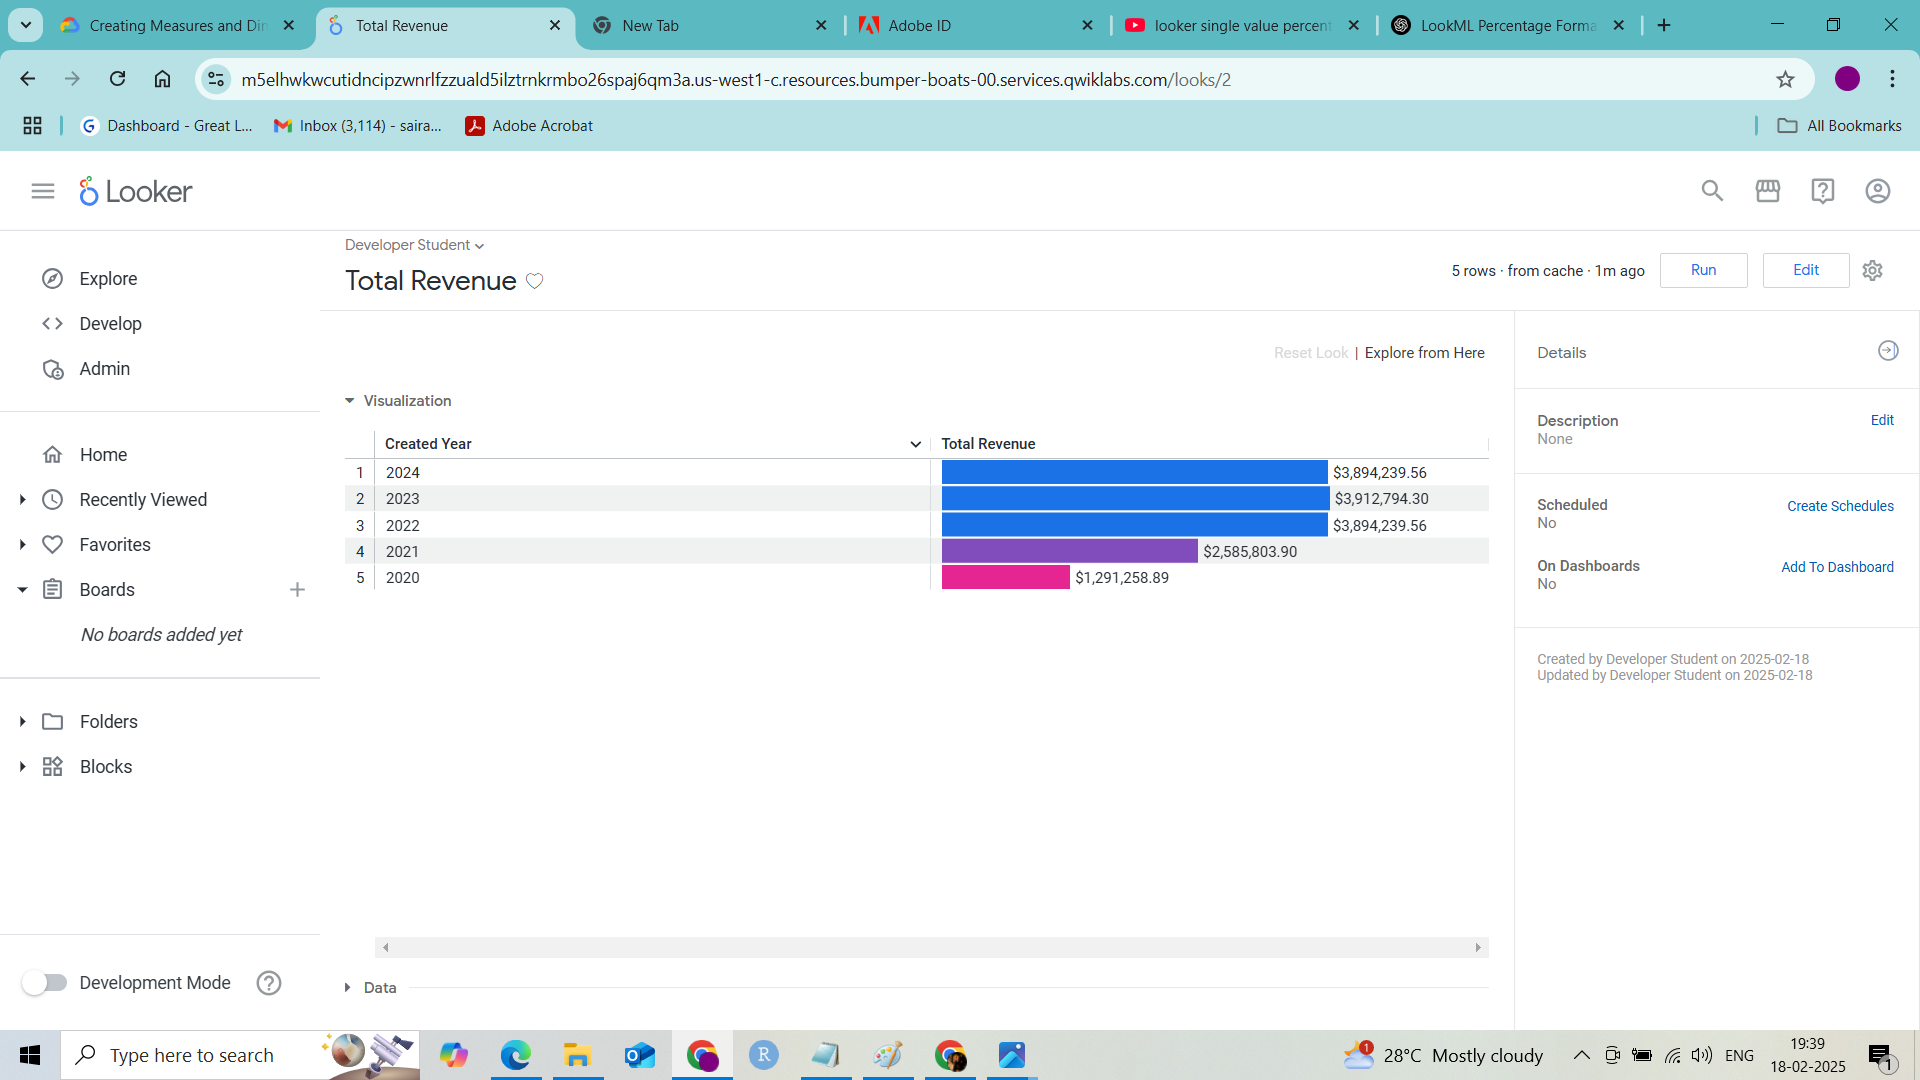 Creating Measures and Din
Total Revenue
New Tab
Adobe ID
looker single value percent
LookML Percentage Forma
m5elhwkwcutidncipzwnrlfzzuald5ilztrnkrmbo26spaj6qm3a.us-west1-c.resources.bumper-boats-00.services.qwiklabs.com/looks/2
Dashboard - Great L...
Inbox (3,114) - saira...
Adobe Acrobat
All Bookmarks
Looker
Explore
Develop
Admin
Home
Recently Viewed
Favorites
Boards
No boards added yet
Folders
Blocks
Development Mode
Developer Student
Total Revenue
5 rows · from cache · 1m ago
Run
Edit
Reset Look | Explore from Here
Visualization
Created Year Total Revenue
1 2024 $3,894,239.56
2 2023 $3,912,794.30
3 2022 $3,894,239.56
4 2021 $2,585,803.90
5 2020 $1,291,258.89
Data
Details
Description Edit
None
Scheduled Create Schedules
No
On Dashboards Add To Dashboard
No
Created by Developer Student on 2025-02-18
Updated by Developer Student on 2025-02-18
Type here to search
R
1
28°C Mostly cloudy
ENG
19:39
18-02-2025
1